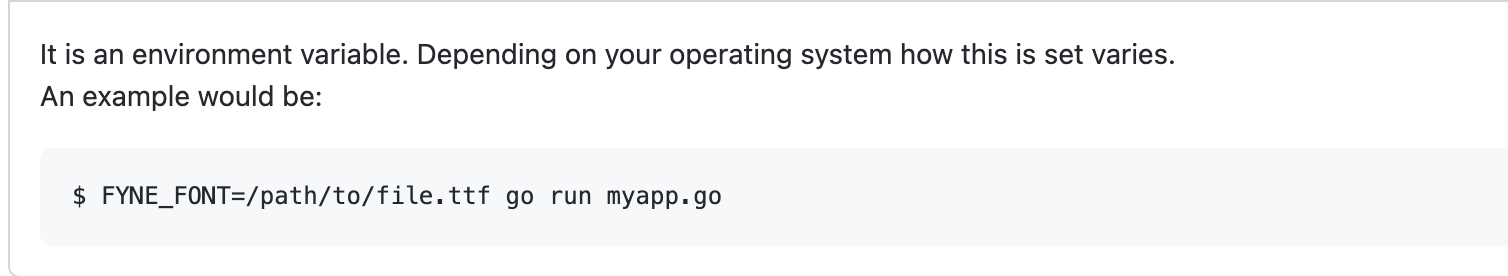 It is an environment variable. Depending on your operating system how this is set varies.
An example would be:
$ FYNE_FONT=/path/to/file.ttf go run myapp.go